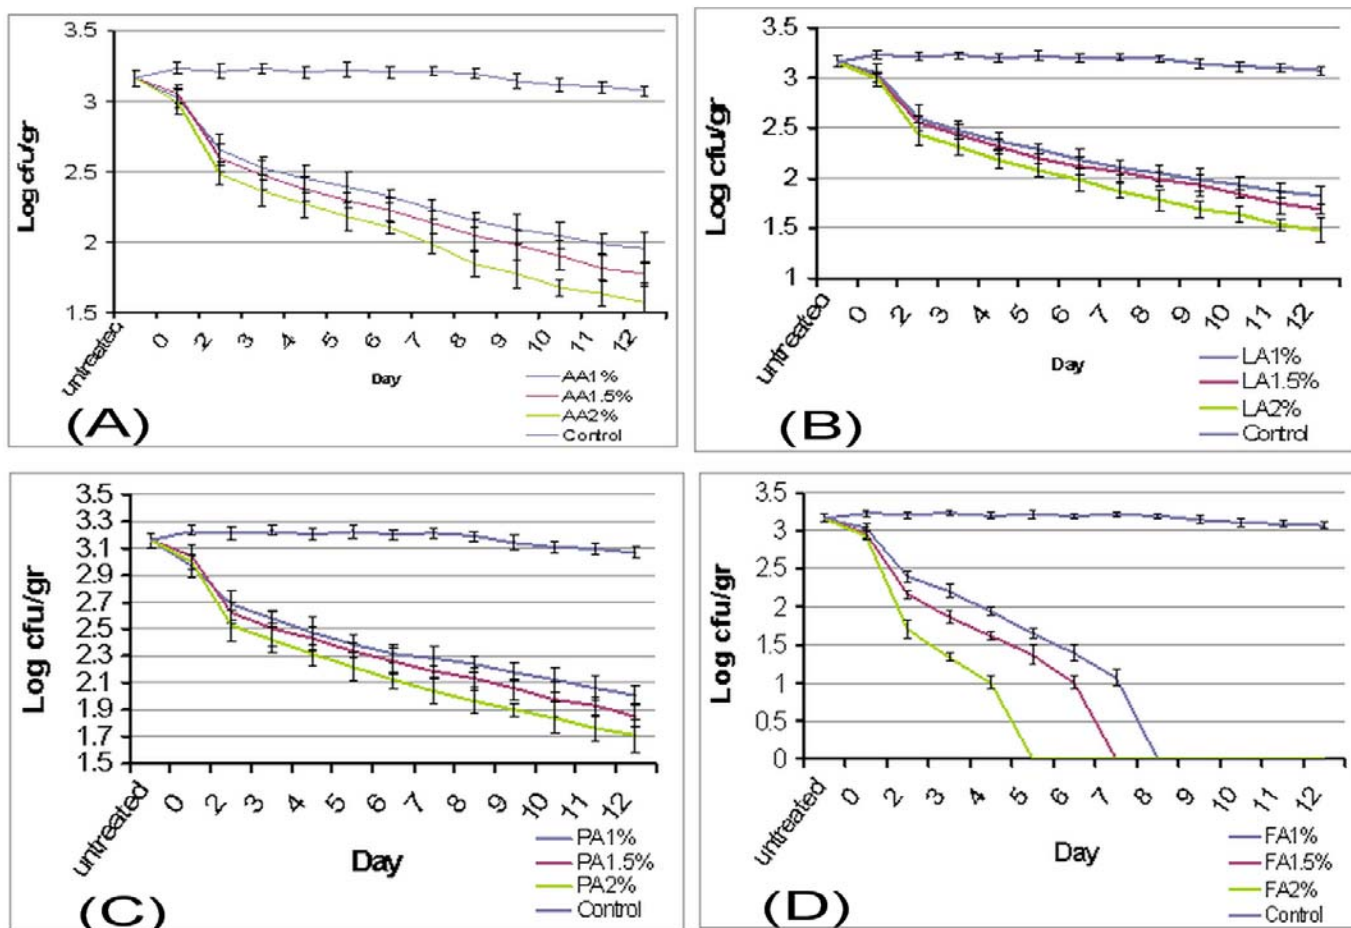 3.5
3
2.5
2
1.5
Log cfu/gr
untreated 0 2 3 4 5 6 7 8 9 10 11 12
Day
AA1%
AA1.5%
AA2%
Control
(A)
3.5
3
2.5
2
1.5
1
Log cfu/gr
untreated 0 2 3 4 5 6 7 8 9 10 11 12
Day
LA1%
LA1.5%
LA2%
Control
(B)
3.5
3.3
3.1
2.9
2.7
2.5
2.3
2.1
1.9
1.7
1.5
Log cfu/gr
untreated 0 2 3 4 5 6 7 8 9 10 11 12
Day
PA1%
PA1.5%
PA2%
Control
(C)
3.5
3
2.5
2
1.5
1
0.5
0
Log cfu/gr
untreated 0 2 3 4 5 6 7 8 9 10 11 12
Day
FA1%
FA1.5%
FA2%
Control
(D)